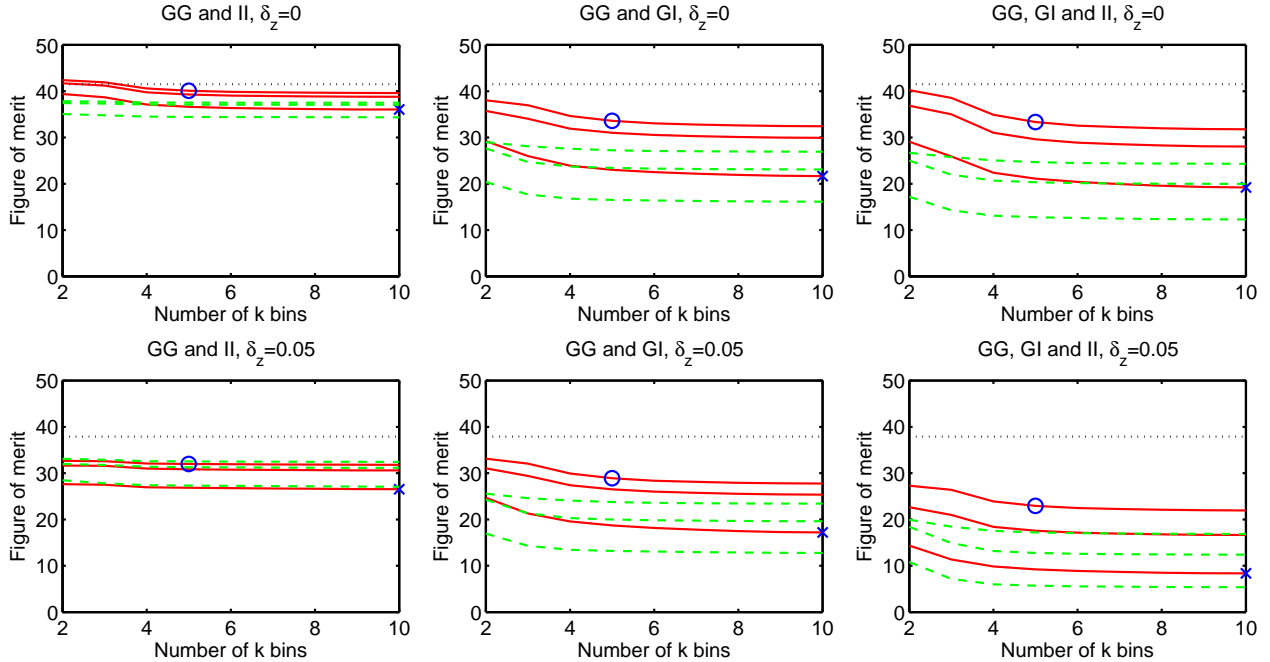 GG and II, δ_z=0
50
40
30
20
10
0
Figure of merit
2 4 6 8 10
Number of k bins
GG and GI, δ_z=0
50
40
30
20
10
0
Figure of merit
2 4 6 8 10
Number of k bins
GG, GI and II, δ_z=0
50
40
30
20
10
0
Figure of merit
2 4 6 8 10
Number of k bins
GG and II, δ_z=0.05
50
40
30
20
10
0
Figure of merit
2 4 6 8 10
Number of k bins
GG and GI, δ_z=0.05
50
40
30
20
10
0
Figure of merit
2 4 6 8 10
Number of k bins
GG, GI and II, δ_z=0.05
50
40
30
20
10
0
Figure of merit
2 4 6 8 10
Number of k bins